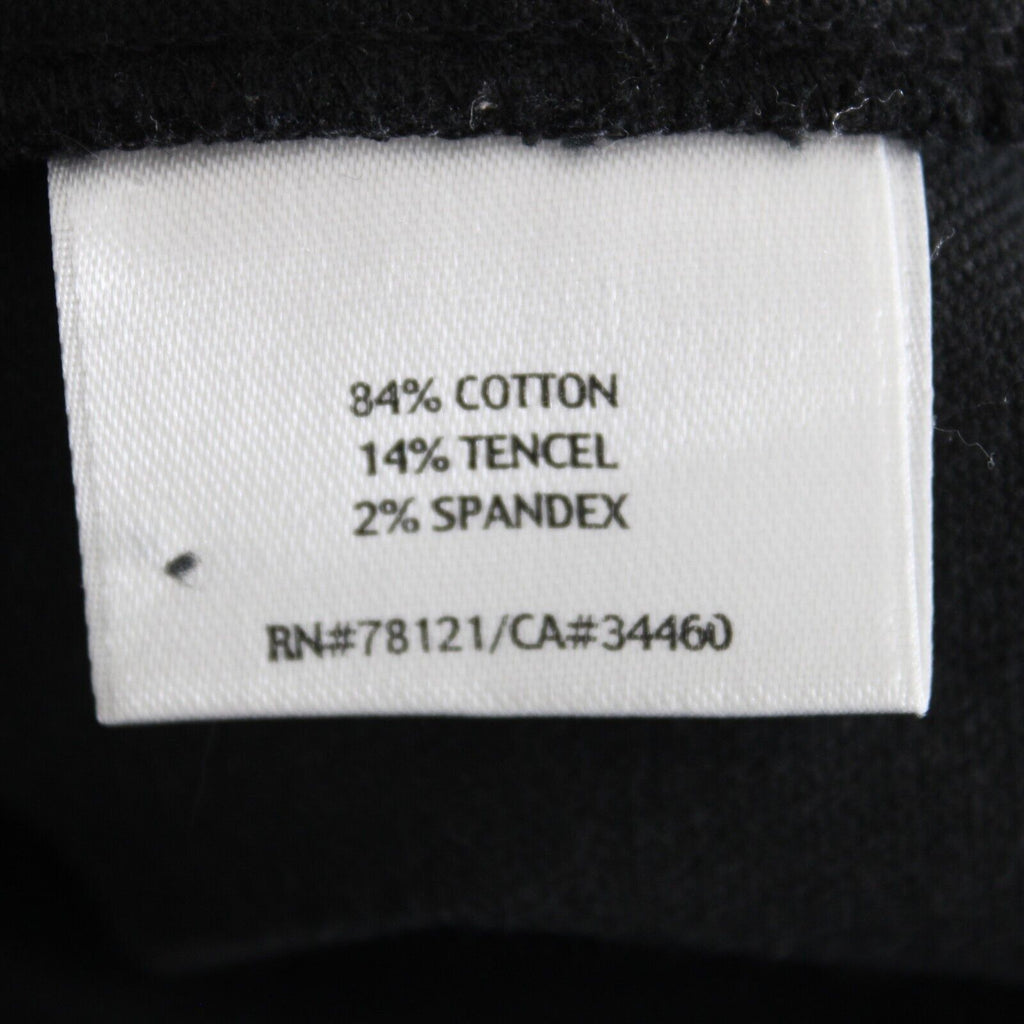 84% COTTON
14% TENCEL
2% SPANDEX
RN#78121/CA#34460